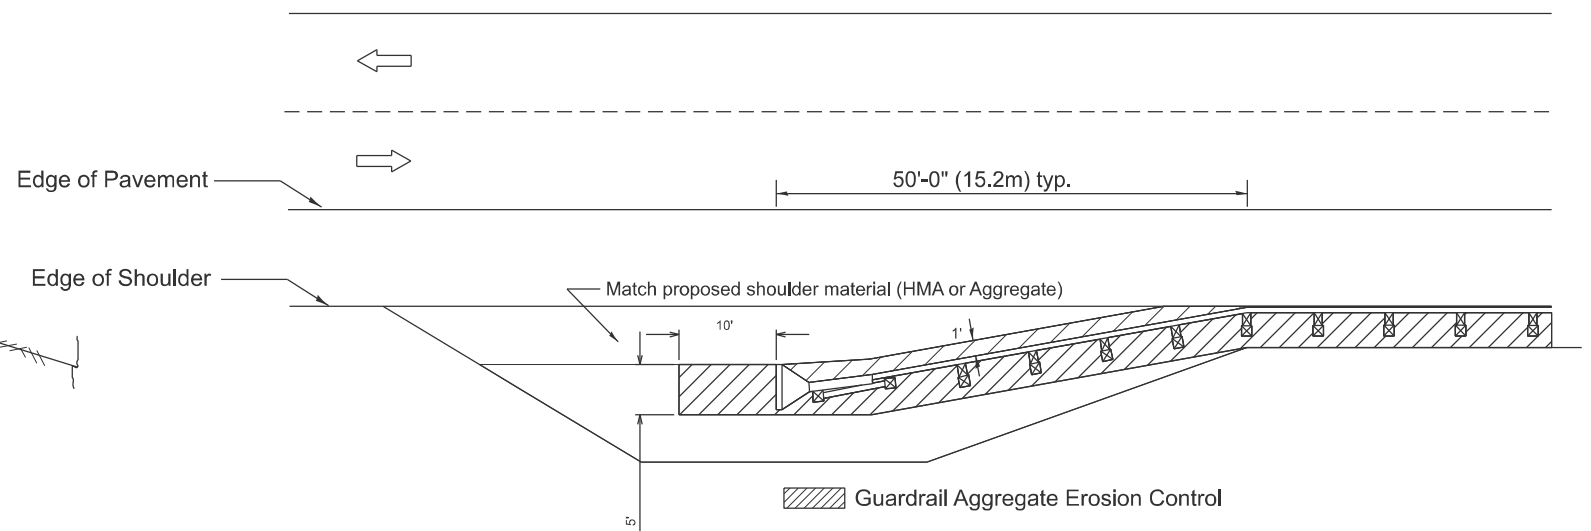 Edge of Pavement
50'-0" (15.2m) typ.
Edge of Shoulder
Match proposed shoulder material (HMA or Aggregate)
10'
1'
5'
Guardrail Aggregate Erosion Control